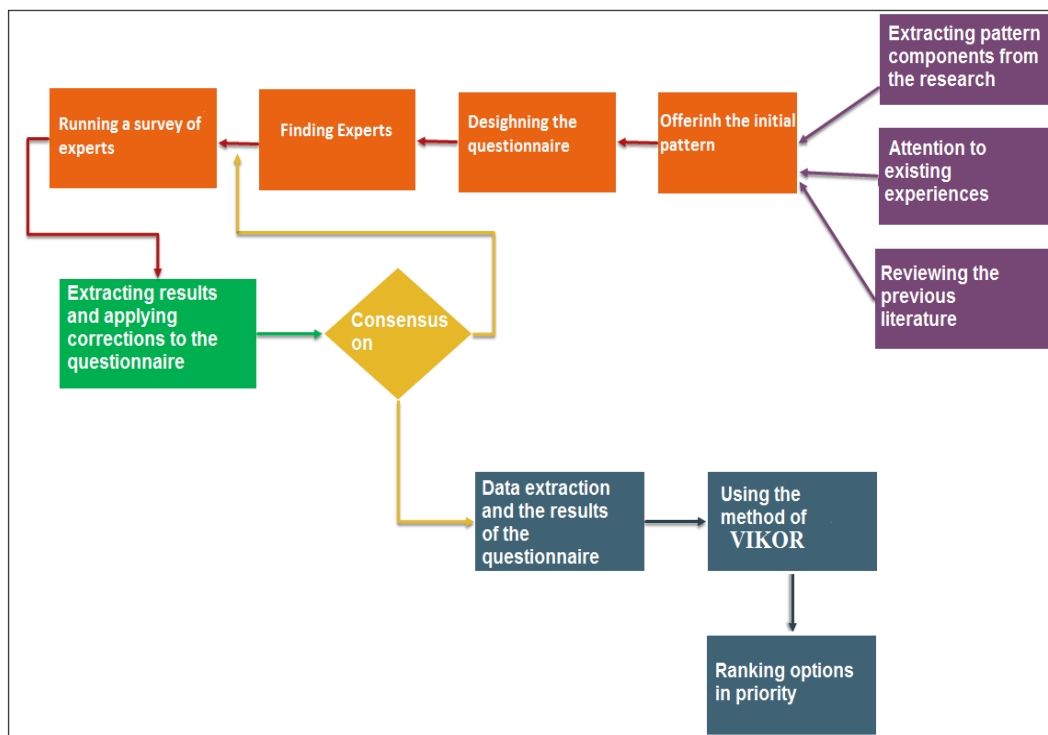 Extracting pattern
components from
the research
Running a survey of
experts
Finding Experts
Desighning the
questionnaire
Offerinh the initial
pattern
Attention to
existing
experiences
Reviewing the
previous
literature
Extracting results
and applying
corrections to the
questionnaire
Consensus
on
Data extraction
and the results
of the
questionnaire
Using the
method of
VIKOR
Ranking options
in priority